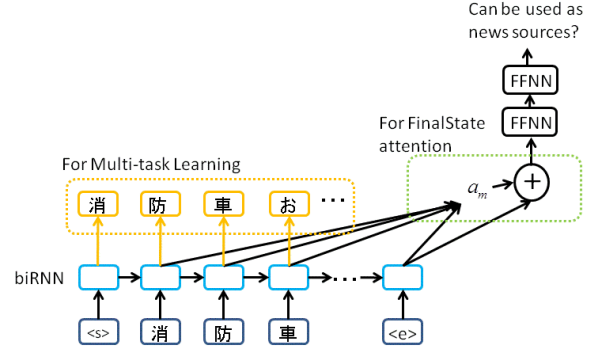 Can be used as
news sources?
FFNN
FFNN
For FinalState
attention
For Multi-task Learning
消 防 車 お ···
aₘ +
biRNN ···
<s> 消 防 車 <e>